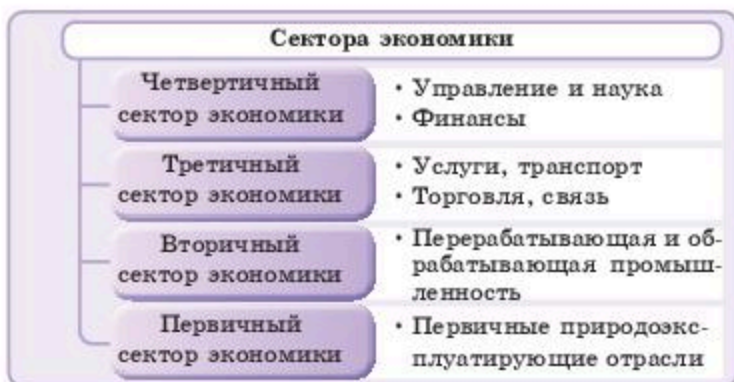 Сектора экономики
Четвертичный
сектор экономики
• Управление и наука
• Финансы
Третичный
сектор экономики
• Услуги, транспорт
• Торговля, связь
Вторичный
сектор экономики
• Перерабатывающая и об-
рабатывающая промыш-
ленность
Первичный
сектор экономики
• Первичные природоэкс-
плуатирующие отрасли